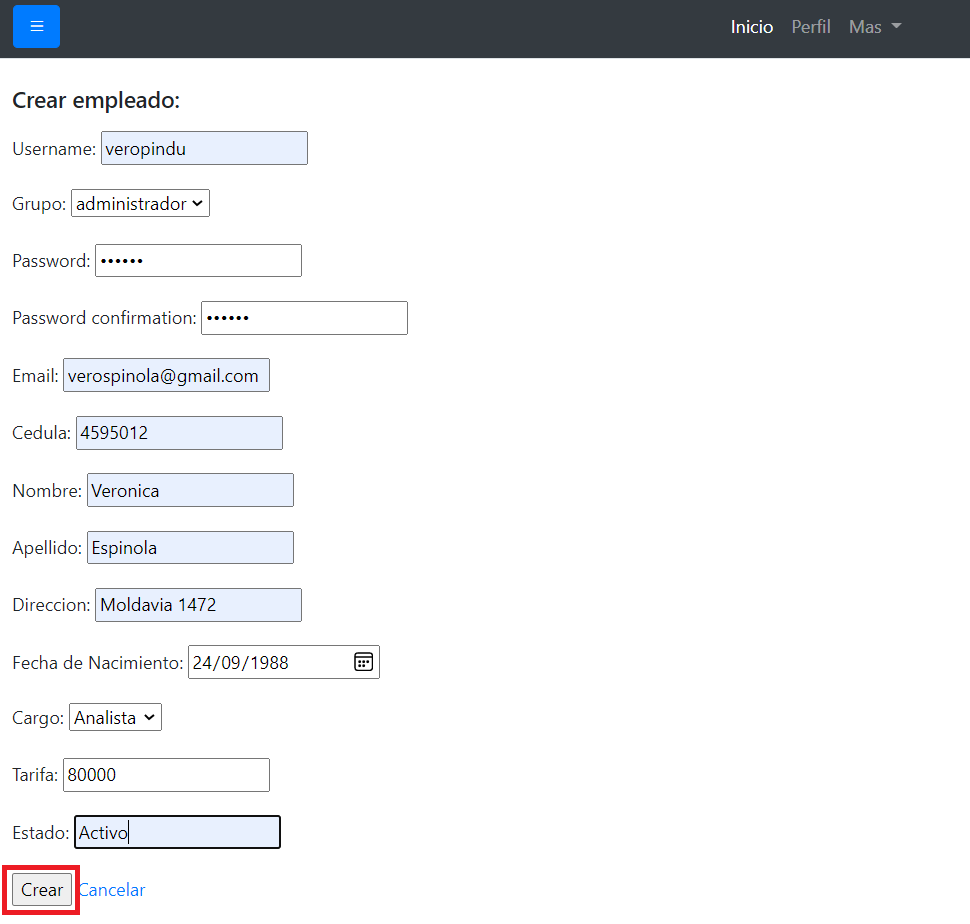 Inicio Perfil Mas
Crear empleado:
Username: veropindu
Grupo: administrador
Password: ••••••
Password confirmation: ••••••
Email: verospinola@gmail.com
Cedula: 4595012
Nombre: Veronica
Apellido: Espinola
Direccion: Moldavia 1472
Fecha de Nacimiento: 24/09/1988
Cargo: Analista
Tarifa: 80000
Estado: Activo
Crear Cancelar